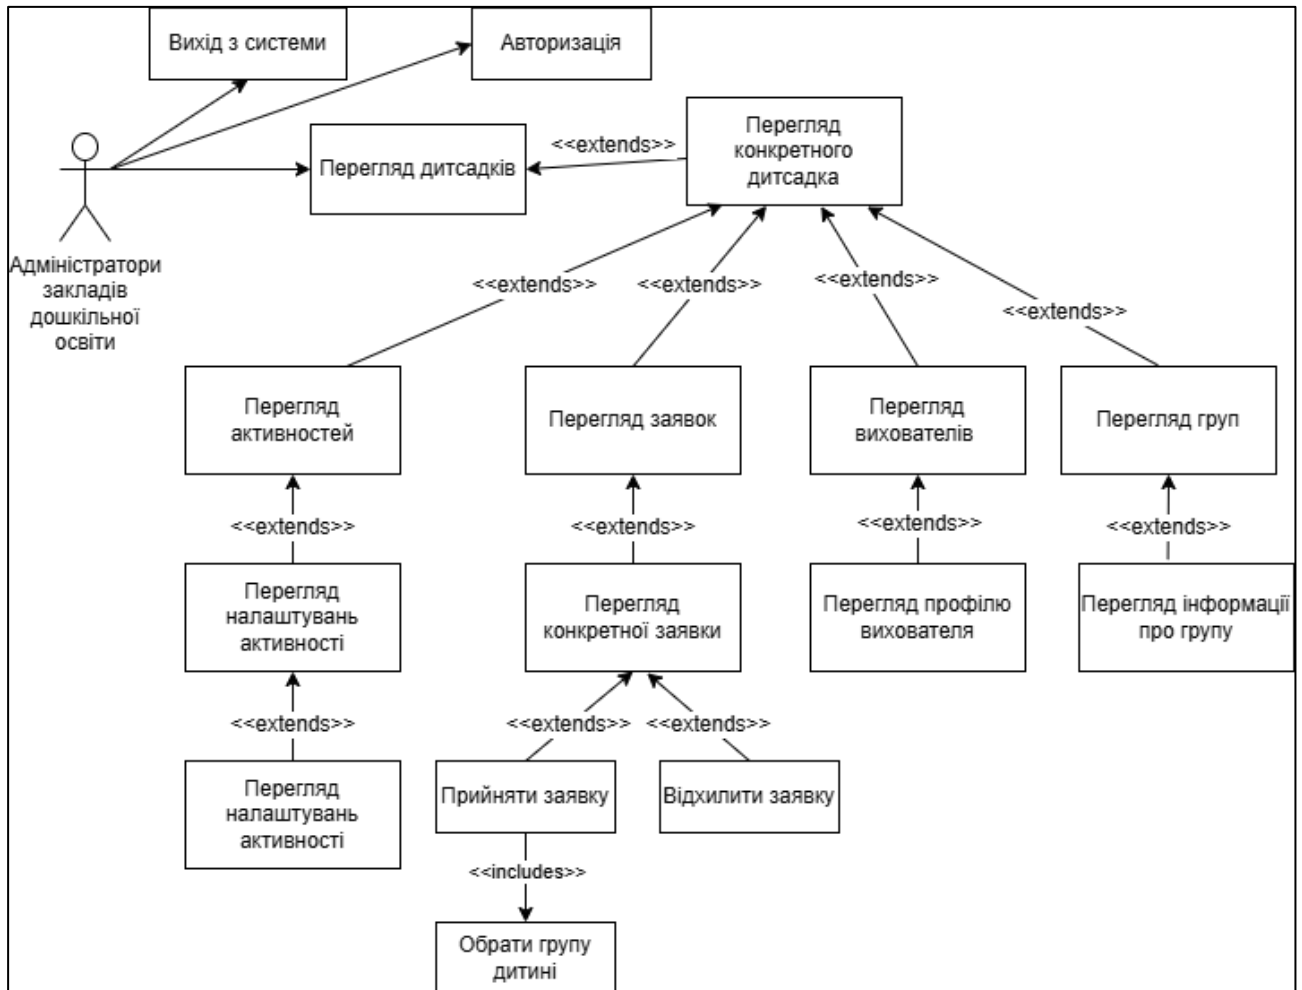 Вихід з системи
Авторизація
Перегляд
конкретного
дитсадка
<<extends>>
Перегляд дитсадків
Адміністратори
закладів
дошкільної
освіти
<<extends>>
<<extends>>
<<extends>>
<<extends>>
Перегляд
активностей
Перегляд заявок
Перегляд
вихователів
Перегляд груп
<<extends>>
<<extends>>
<<extends>>
<<extends>>
Перегляд
налаштувань
активності
Перегляд
конкретної заявки
Перегляд профілю
вихователя
Перегляд інформації
про групу
<<extends>>
<<extends>>
<<extends>>
Перегляд
налаштувань
активності
Прийняти заявку
Відхилити заявку
<<includes>>
Обрати групу
дитині